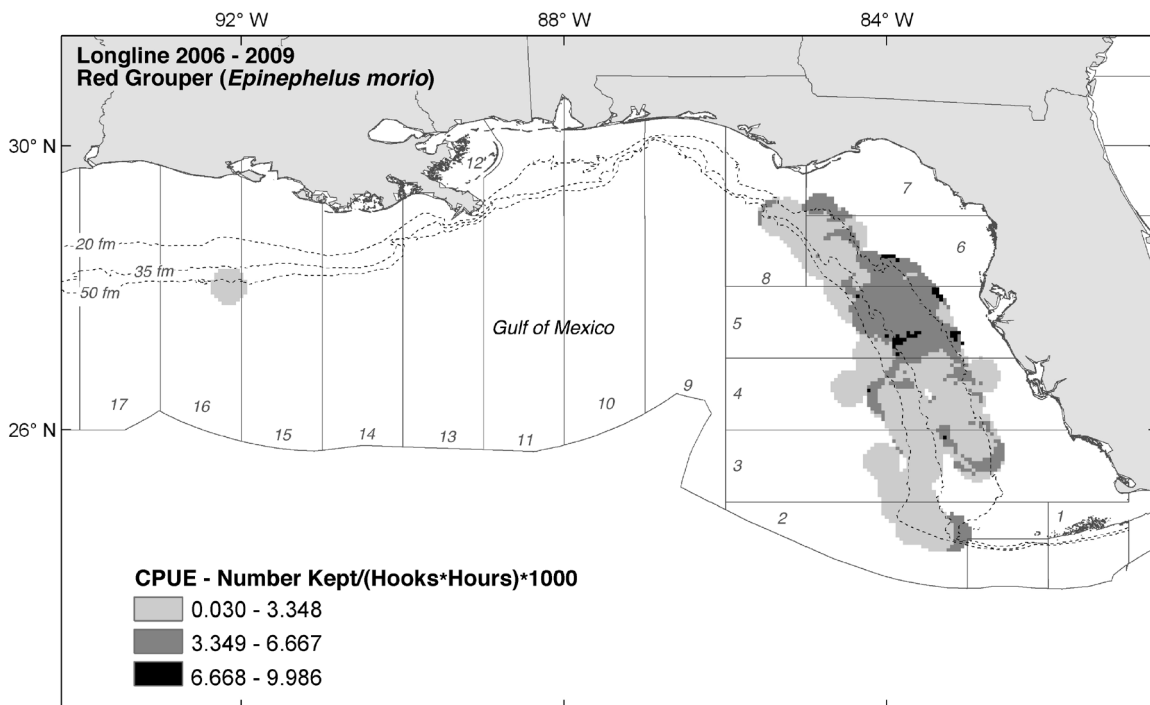 92° W 88° W 84° W
Longline 2006 - 2009
Red Grouper (Epinephelus morio)
30° N
12
7
20 fm
6
35 fm
8
50 fm
5
Gulf of Mexico
4
9
17 16 10
26° N
15 14 13 11
3
2 1
CPUE - Number Kept/(Hooks*Hours)*1000
0.030 - 3.348
3.349 - 6.667
6.668 - 9.986